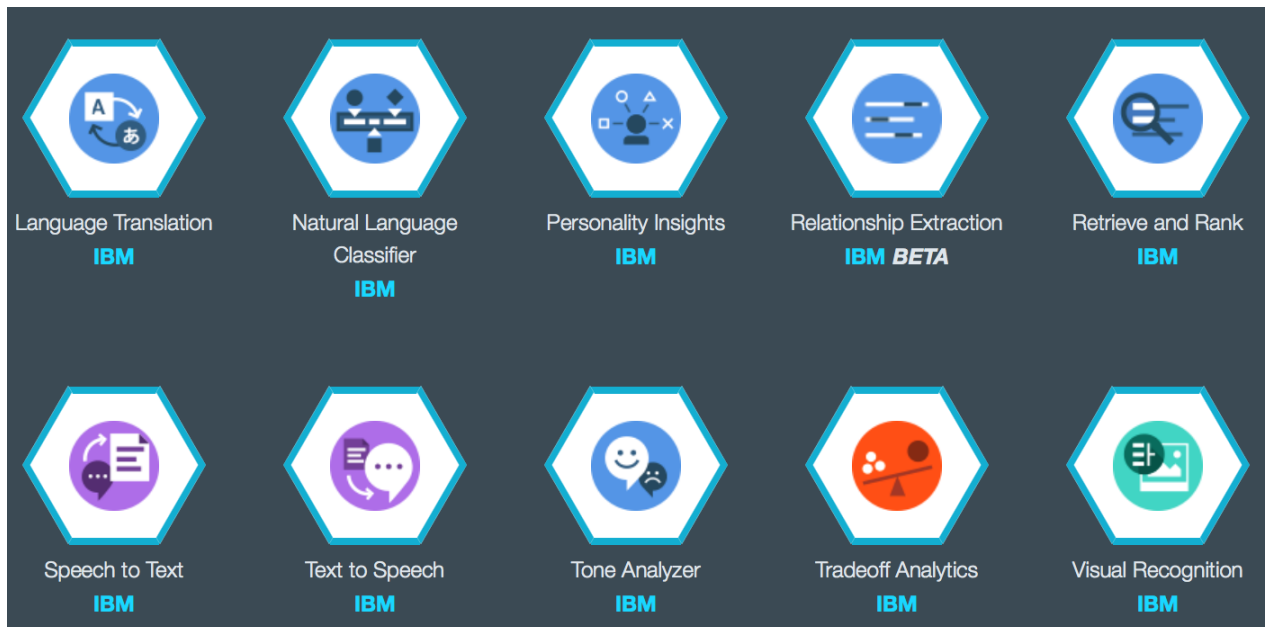 A
あ
Language Translation
IBM
Natural Language
Classifier
IBM
Personality Insights
IBM
Relationship Extraction
IBM BETA
Retrieve and Rank
IBM
Speech to Text
IBM
Text to Speech
IBM
Tone Analyzer
IBM
Tradeoff Analytics
IBM
Visual Recognition
IBM